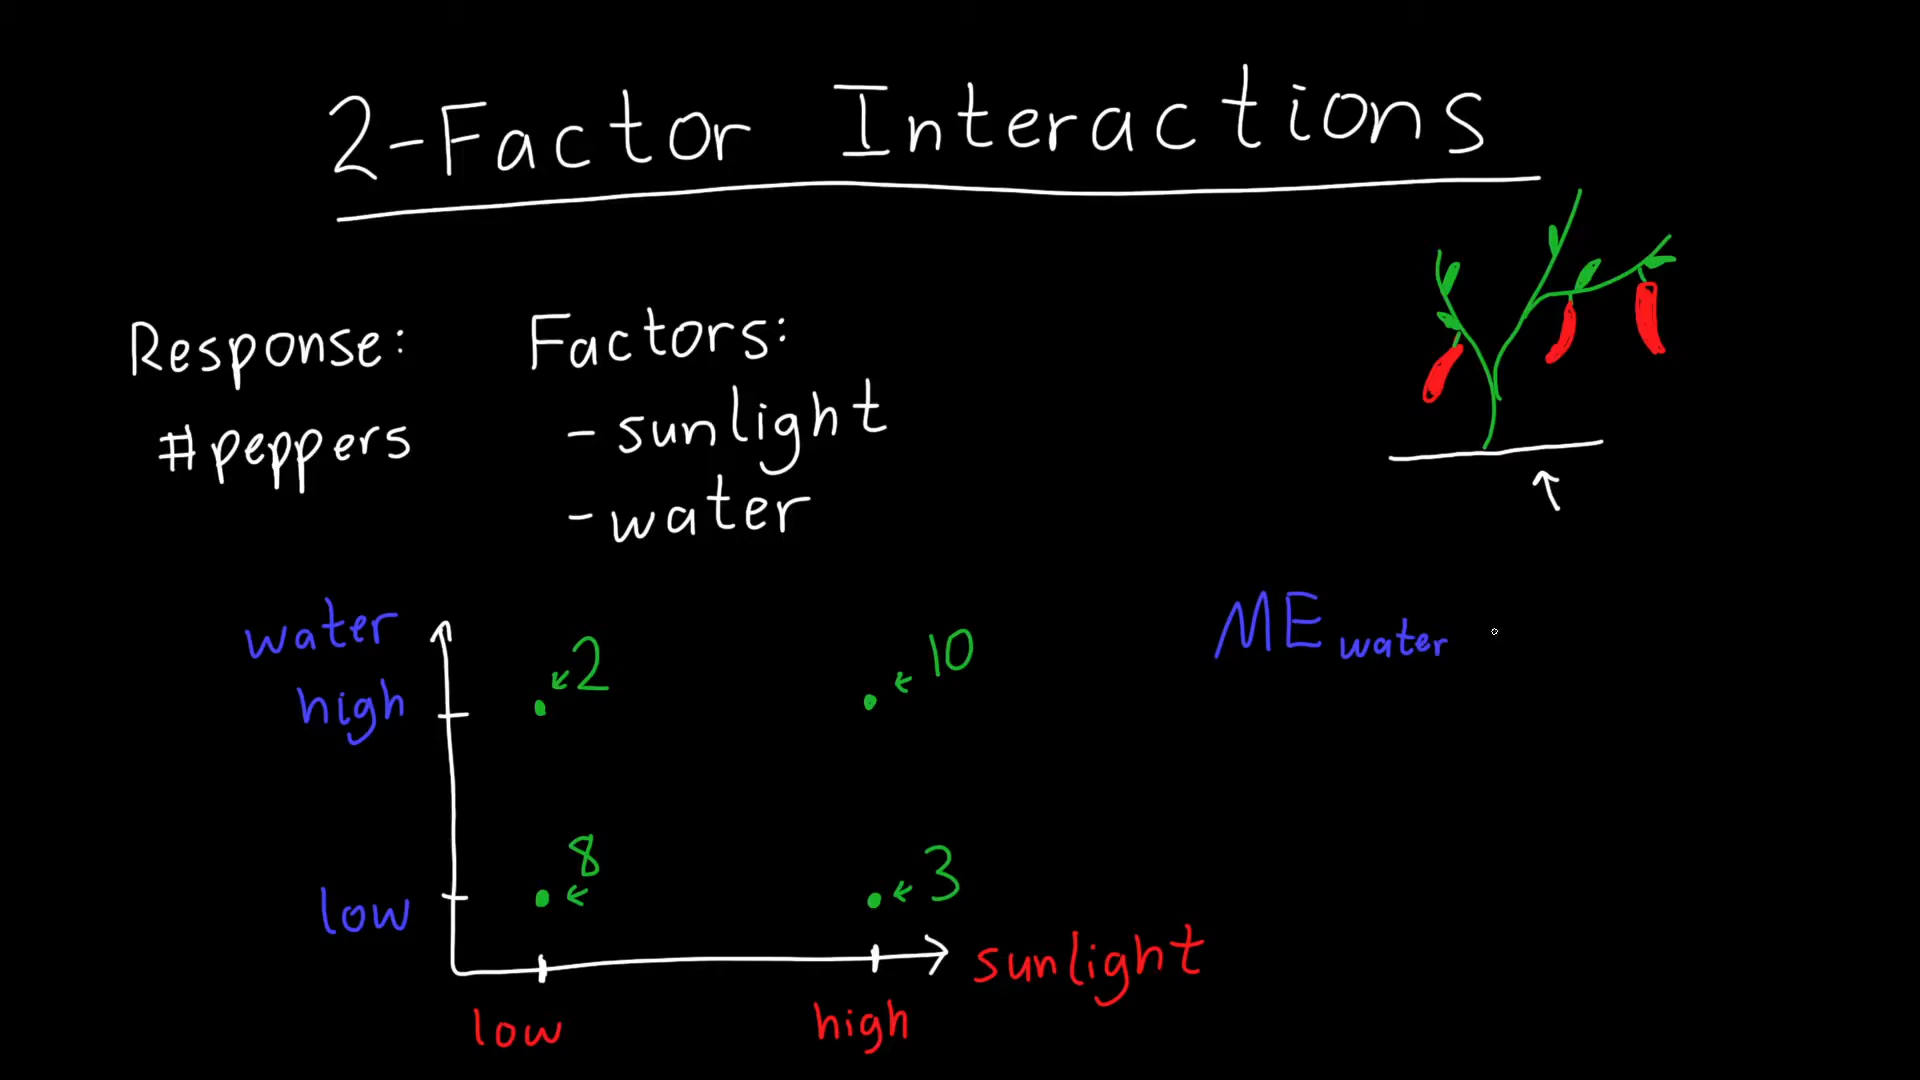 2-Factor Interactions
Response:
#peppers
Factors:
- sunlight
- water
water
high
low
2
10
8
3
low
high
sunlight
ME water